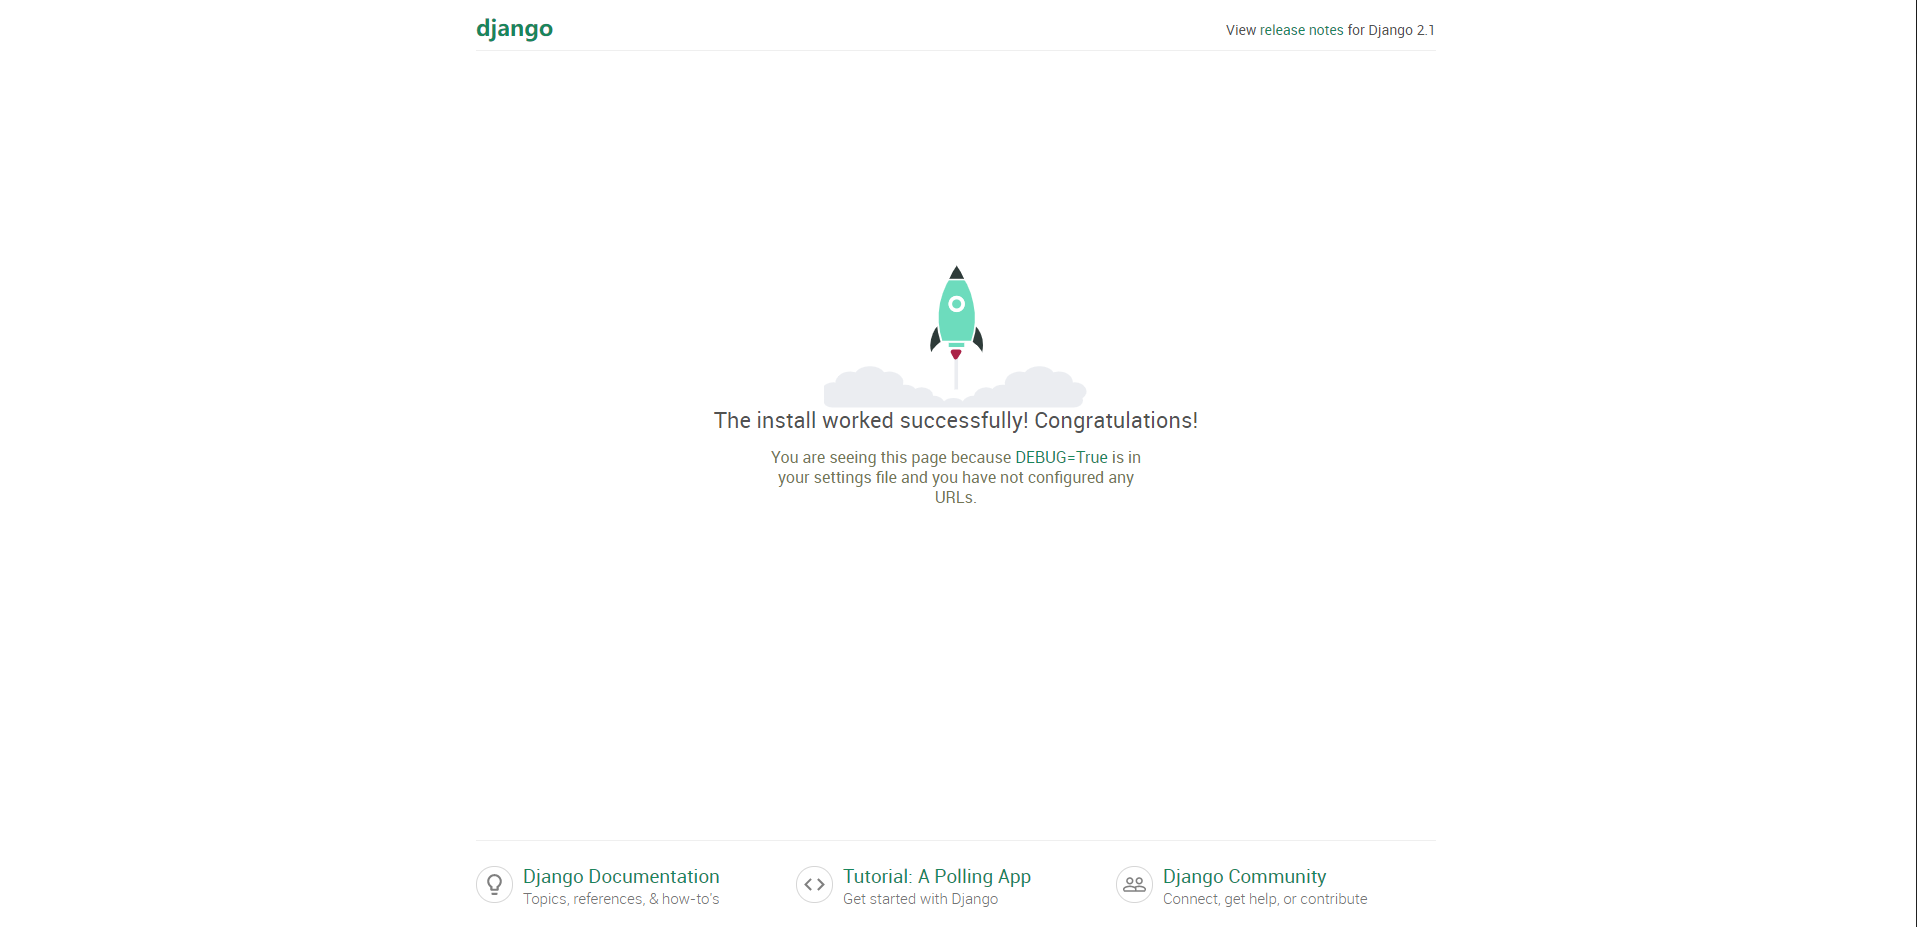 django
View release notes for Django 2.1
The install worked successfully! Congratulations!
You are seeing this page because DEBUG=True is in
your settings file and you have not configured any
URLs.
Django Documentation
Topics, references, & how-to's
Tutorial: A Polling App
Get started with Django
Django Community
Connect, get help, or contribute